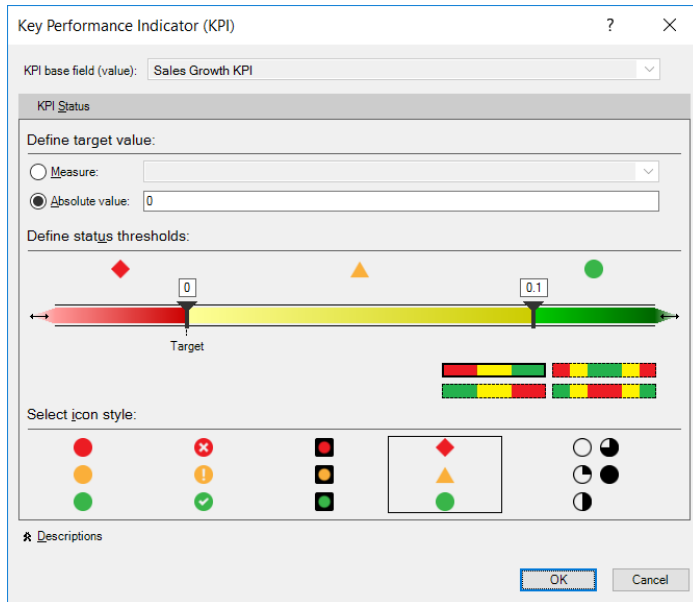 Key Performance Indicator (KPI)
?
KPI base field (value): Sales Growth KPI
KPI Status
Define target value:
Measure:
Absolute value: 0
Define status thresholds:
0 0.1
Target
Select icon style:
Descriptions
OK Cancel